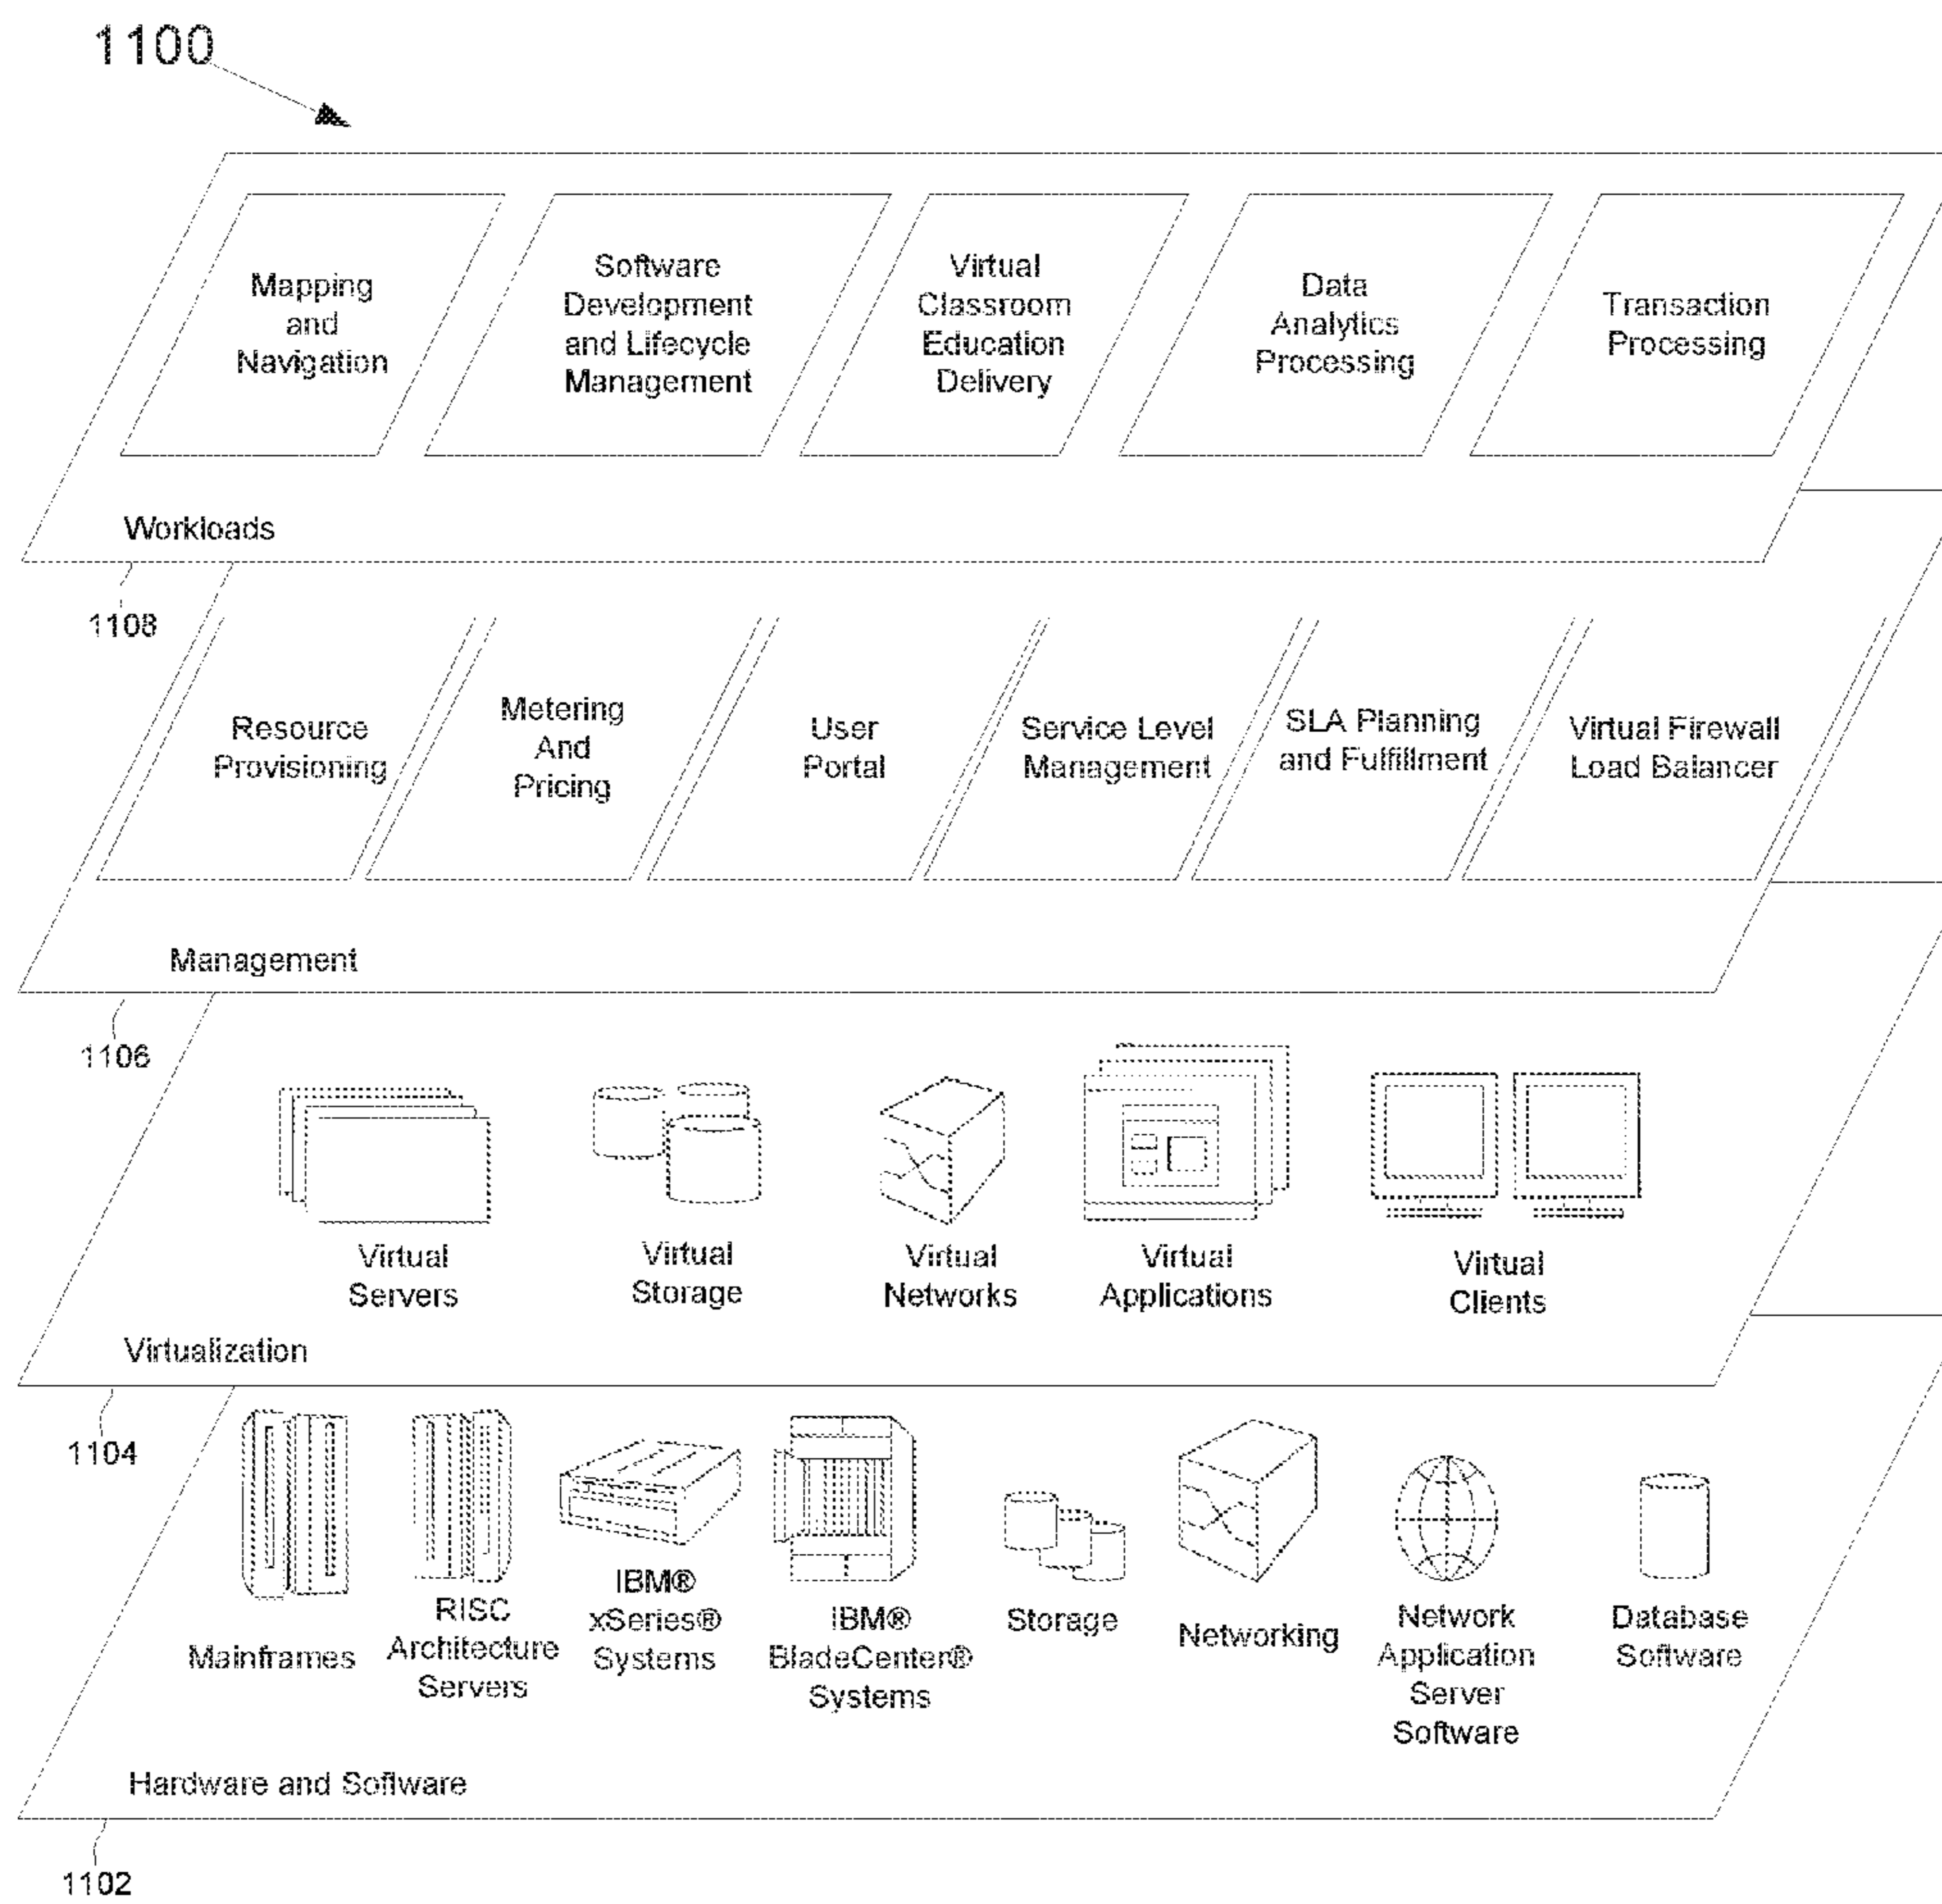 1100
Mapping
and
Navigation
Software
Development
and Lifecycle
Management
Virtual
Classroom
Education
Delivery
Data
Analytics
Processing
Transaction
Processing
Workloads
1108
Resource
Provisioning
Metering
And
Pricing
User
Portal
Service Level
Management
SLA Planning
and Fulfillment
Virtual Firewall
Load Balancer
Management
1106
Virtual
Servers
Virtual
Storage
Virtual
Networks
Virtual
Applications
Virtual
Clients
Virtualization
1104
Mainframes
RISC
Architecture
Servers
IBM®
xSeries®
Systems
IBM®
BladeCenter®
Systems
Storage
Networking
Network
Application
Server
Software
Database
Software
Hardware and Software
1102